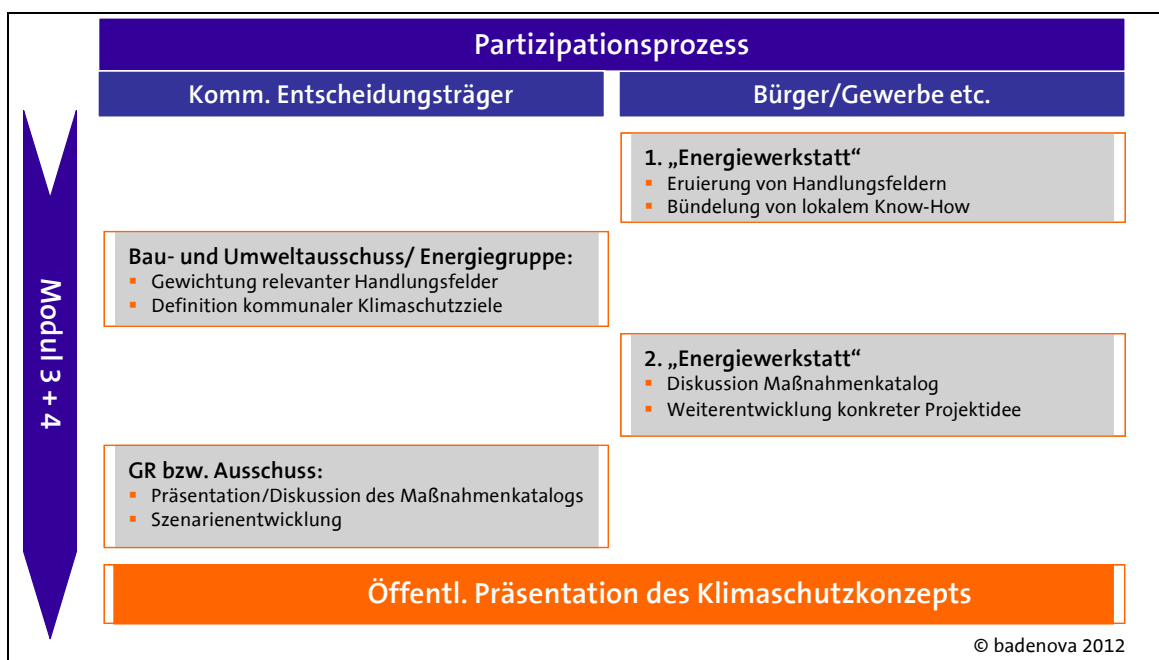 Partizipationsprozess
Komm. Entscheidungsträger
Bürger/Gewerbe etc.
Modul 3 + 4
1. „Energiewerkstatt“
▪ Eruierung von Handlungsfeldern
▪ Bündelung von lokalem Know-How
Bau- und Umweltausschuss/ Energiegruppe:
▪ Gewichtung relevanter Handlungsfelder
▪ Definition kommunaler Klimaschutzziele
2. „Energiewerkstatt“
▪ Diskussion Maßnahmenkatalog
▪ Weiterentwicklung konkreter Projektidee
GR bzw. Ausschuss:
▪ Präsentation/Diskussion des Maßnahmenkatalogs
▪ Szenarienentwicklung
Öffentl. Präsentation des Klimaschutzkonzepts
© badenova 2012